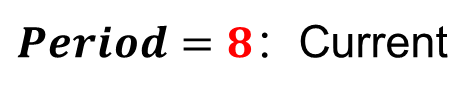 Period = 8: Current